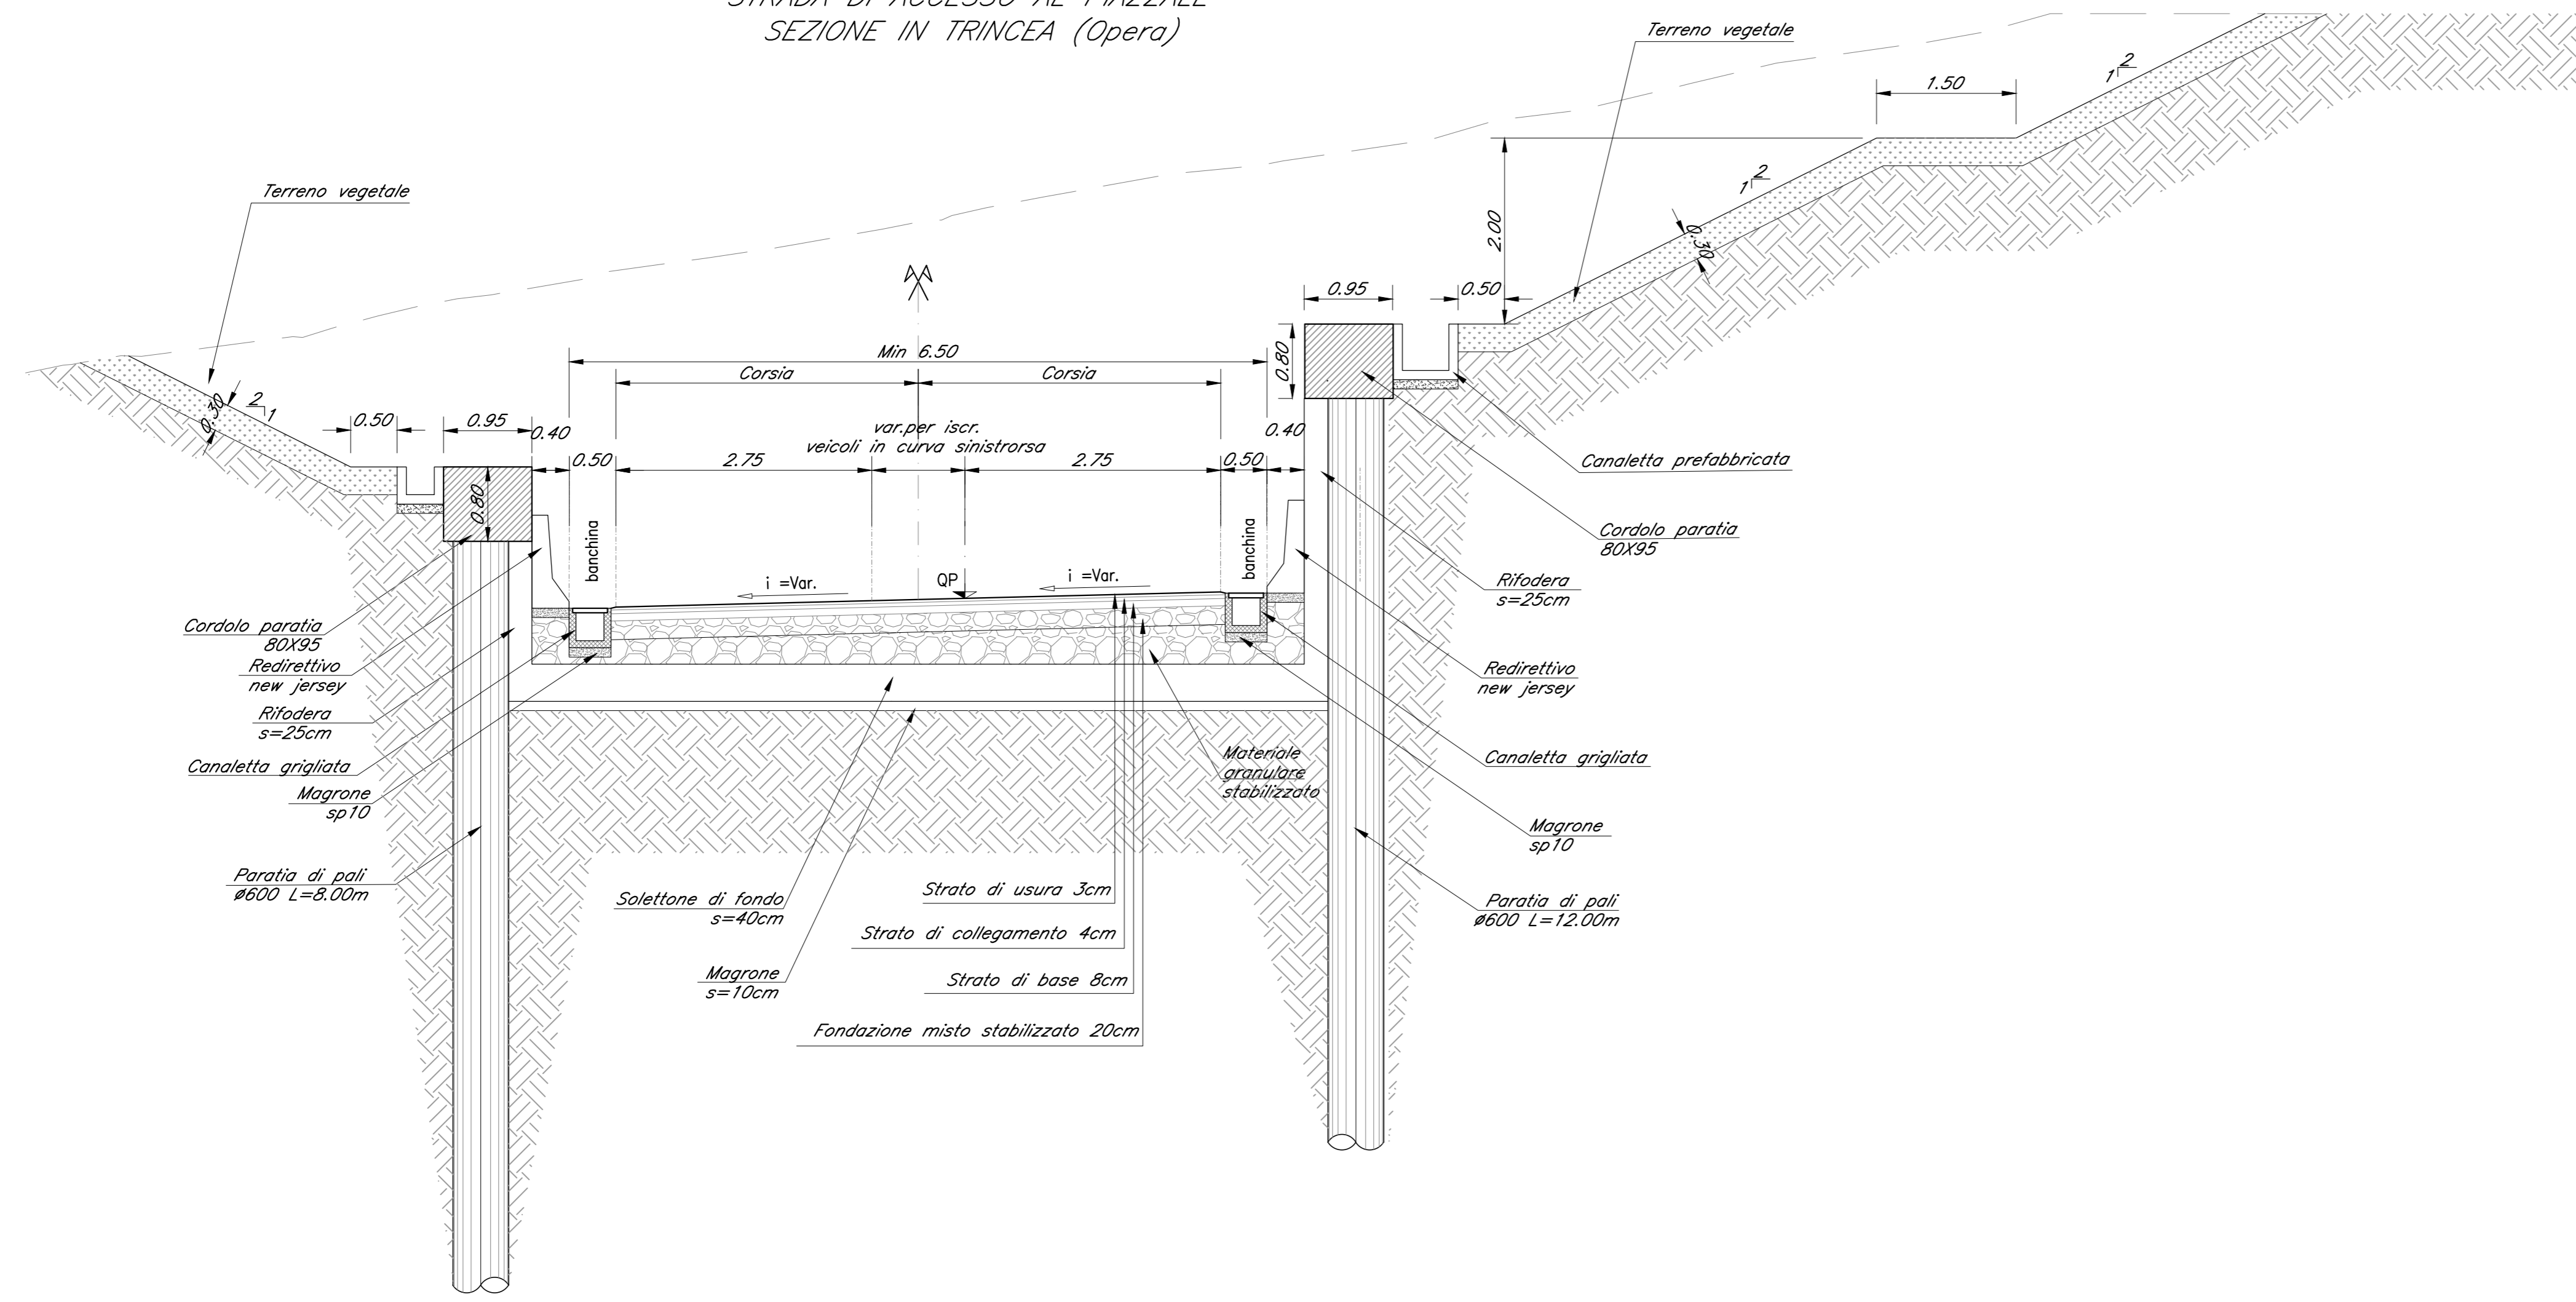 STRADA DI ACCESSO AL PIAZZALE
SEZIONE IN TRINCEA (Opera)
Terreno vegetale
Terreno vegetale
2
1
1.50
2
1
2.00
0.30
0.95
0.50
0.80
Min 6.50
Corsia
Corsia
0.30
2
1
0.50
0.95
0.40
var.per iscr.
veicoli in curva sinistrorsa
0.40
0.50
2.75
2.75
0.50
0.80
banchina
banchina
i =Var.
QP
i =Var.
Canaletta prefabbricata
Cordolo paratia
80X95
Rifodera
s=25cm
Redirettivo
new jersey
Canaletta grigliata
Magrone
sp10
Paratia di pali
ø600 L=12.00m
Cordolo paratia
80X95
Redirettivo
new jersey
Rifodera
s=25cm
Canaletta grigliata
Magrone
sp10
Paratia di pali
ø600 L=8.00m
Materiale
granulare
stabilizzato
Solettone di fondo
s=40cm
Magrone
s=10cm
Strato di usura 3cm
Strato di collegamento 4cm
Strato di base 8cm
Fondazione misto stabilizzato 20cm